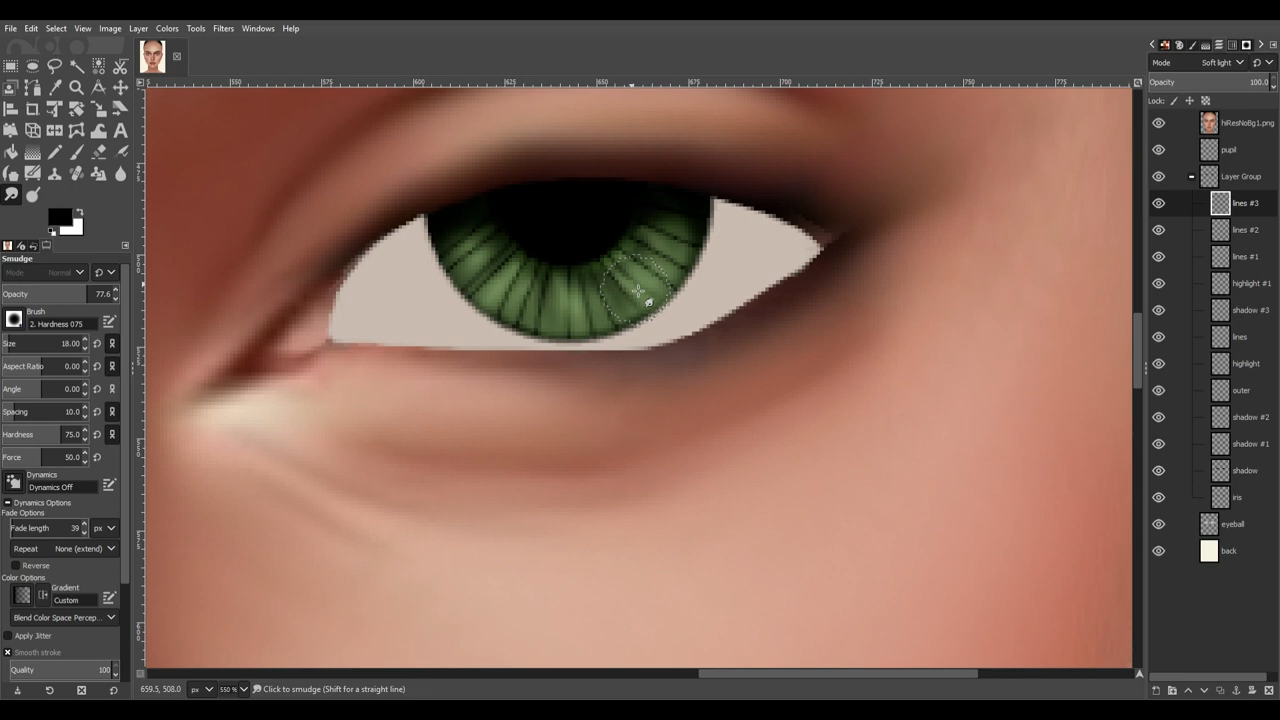 File Edit Select View Image Layer Colors Tools Filters Windows Help
Mode Soft light
Opacity 100.0
Lock:
550 575 600 625 650 675 700 725 750 775
hiResNoBg1.png
pupil
Layer Group
lines #3
lines #2
lines #1
highlight #1
shadow #3
lines
highlight
outer
shadow #2
shadow #1
shadow
iris
eyeball
back
Smudge
Mode Normal
Opacity 77.6
Brush
2. Hardness 075
Size 18.00
Aspect Ratio 0.00
Angle 0.00
Spacing 10.0
Hardness 75.0
Force 50.0
Dynamics
Dynamics Off
Dynamics Options
Fade Options
Fade length 39 px
Repeat None (extend)
Reverse
Color Options
Gradient
Custom
Blend Color Space Percep...
Apply Jitter
Smooth stroke
Quality 100
659.5, 508.0 px 550 % Click to smudge (Shift for a straight line)